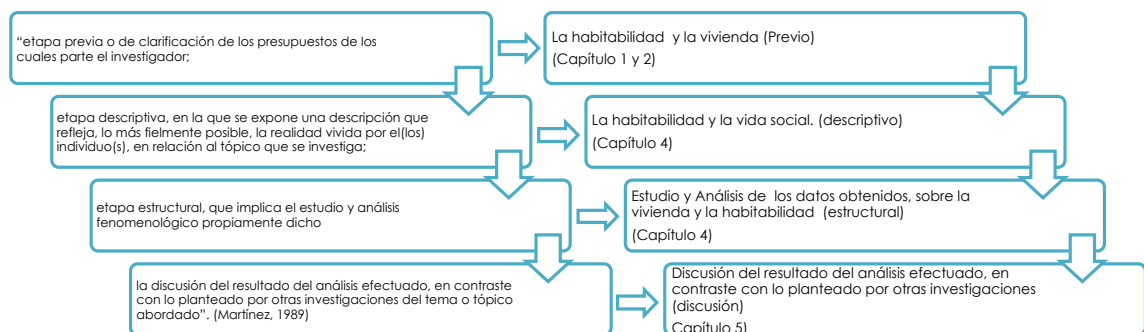 “etapa previa o de clarificación de los presupuestos de los
cuales parte el investigador;
La habitabilidad y la vivienda (Previo)
(Capítulo 1 y 2)
etapa descriptiva, en la que se expone una descripción que
refleja, lo más fielmente posible, la realidad vivida por el(los)
individuo(s), en relación al tópico que se investiga;
La habitabilidad y la vida social. (descriptivo)
(Capítulo 4)
etapa estructural, que implica el estudio y análisis
fenomenológico propiamente dicho
Estudio y Análisis de los datos obtenidos, sobre la
vivienda y la habitabilidad (estructural)
(Capítulo 4)
la discusión del resultado del análisis efectuado, en contraste
con lo planteado por otras investigaciones del tema o tópico
abordado”. (Martínez, 1989)
Discusión del resultado del análisis efectuado, en
contraste con lo planteado por otras investigaciones
(discusión)
Capítulo 5)